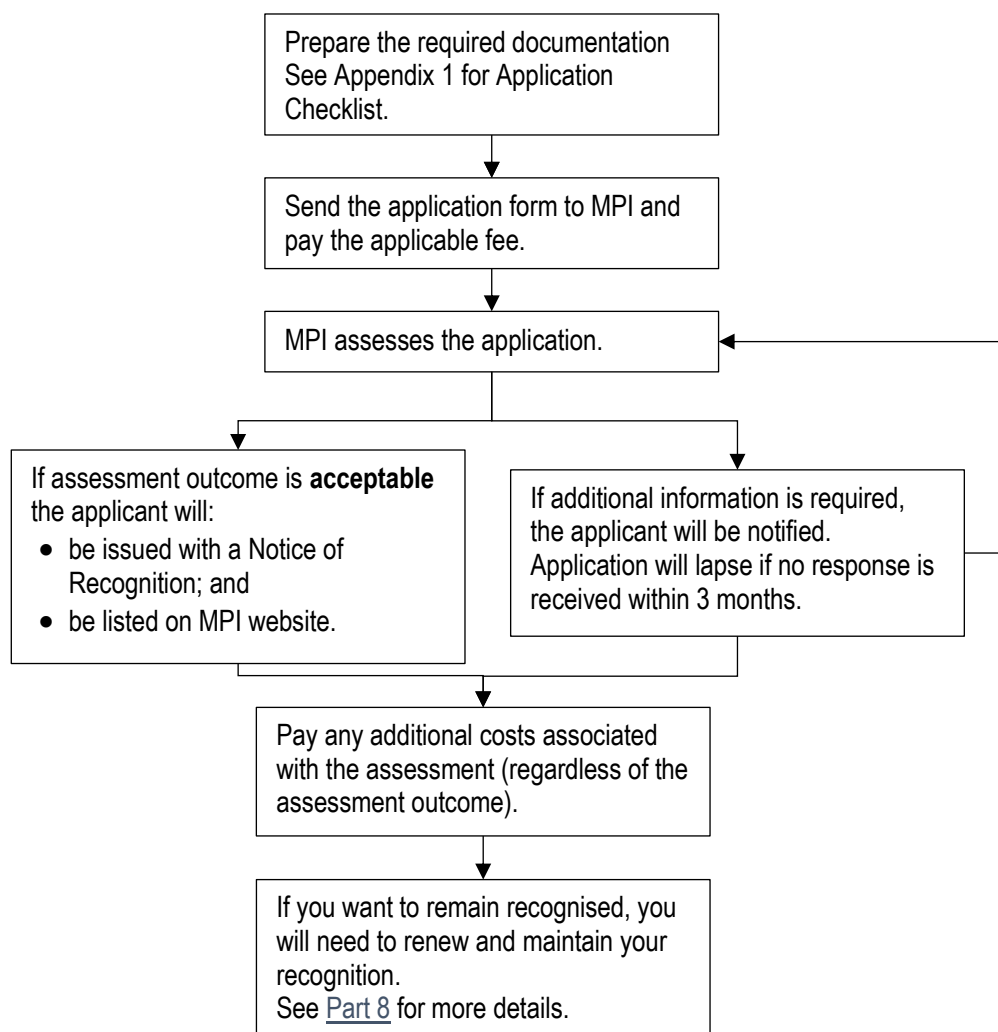 Prepare the required documentation
See Appendix 1 for Application
Checklist.
Send the application form to MPI and
pay the applicable fee.
MPI assesses the application.
If assessment outcome is acceptable
the applicant will:
• be issued with a Notice of
Recognition; and
• be listed on MPI website.
If additional information is required,
the applicant will be notified.
Application will lapse if no response is
received within 3 months.
Pay any additional costs associated
with the assessment (regardless of the
assessment outcome).
If you want to remain recognised, you
will need to renew and maintain your
recognition.
See Part 8 for more details.